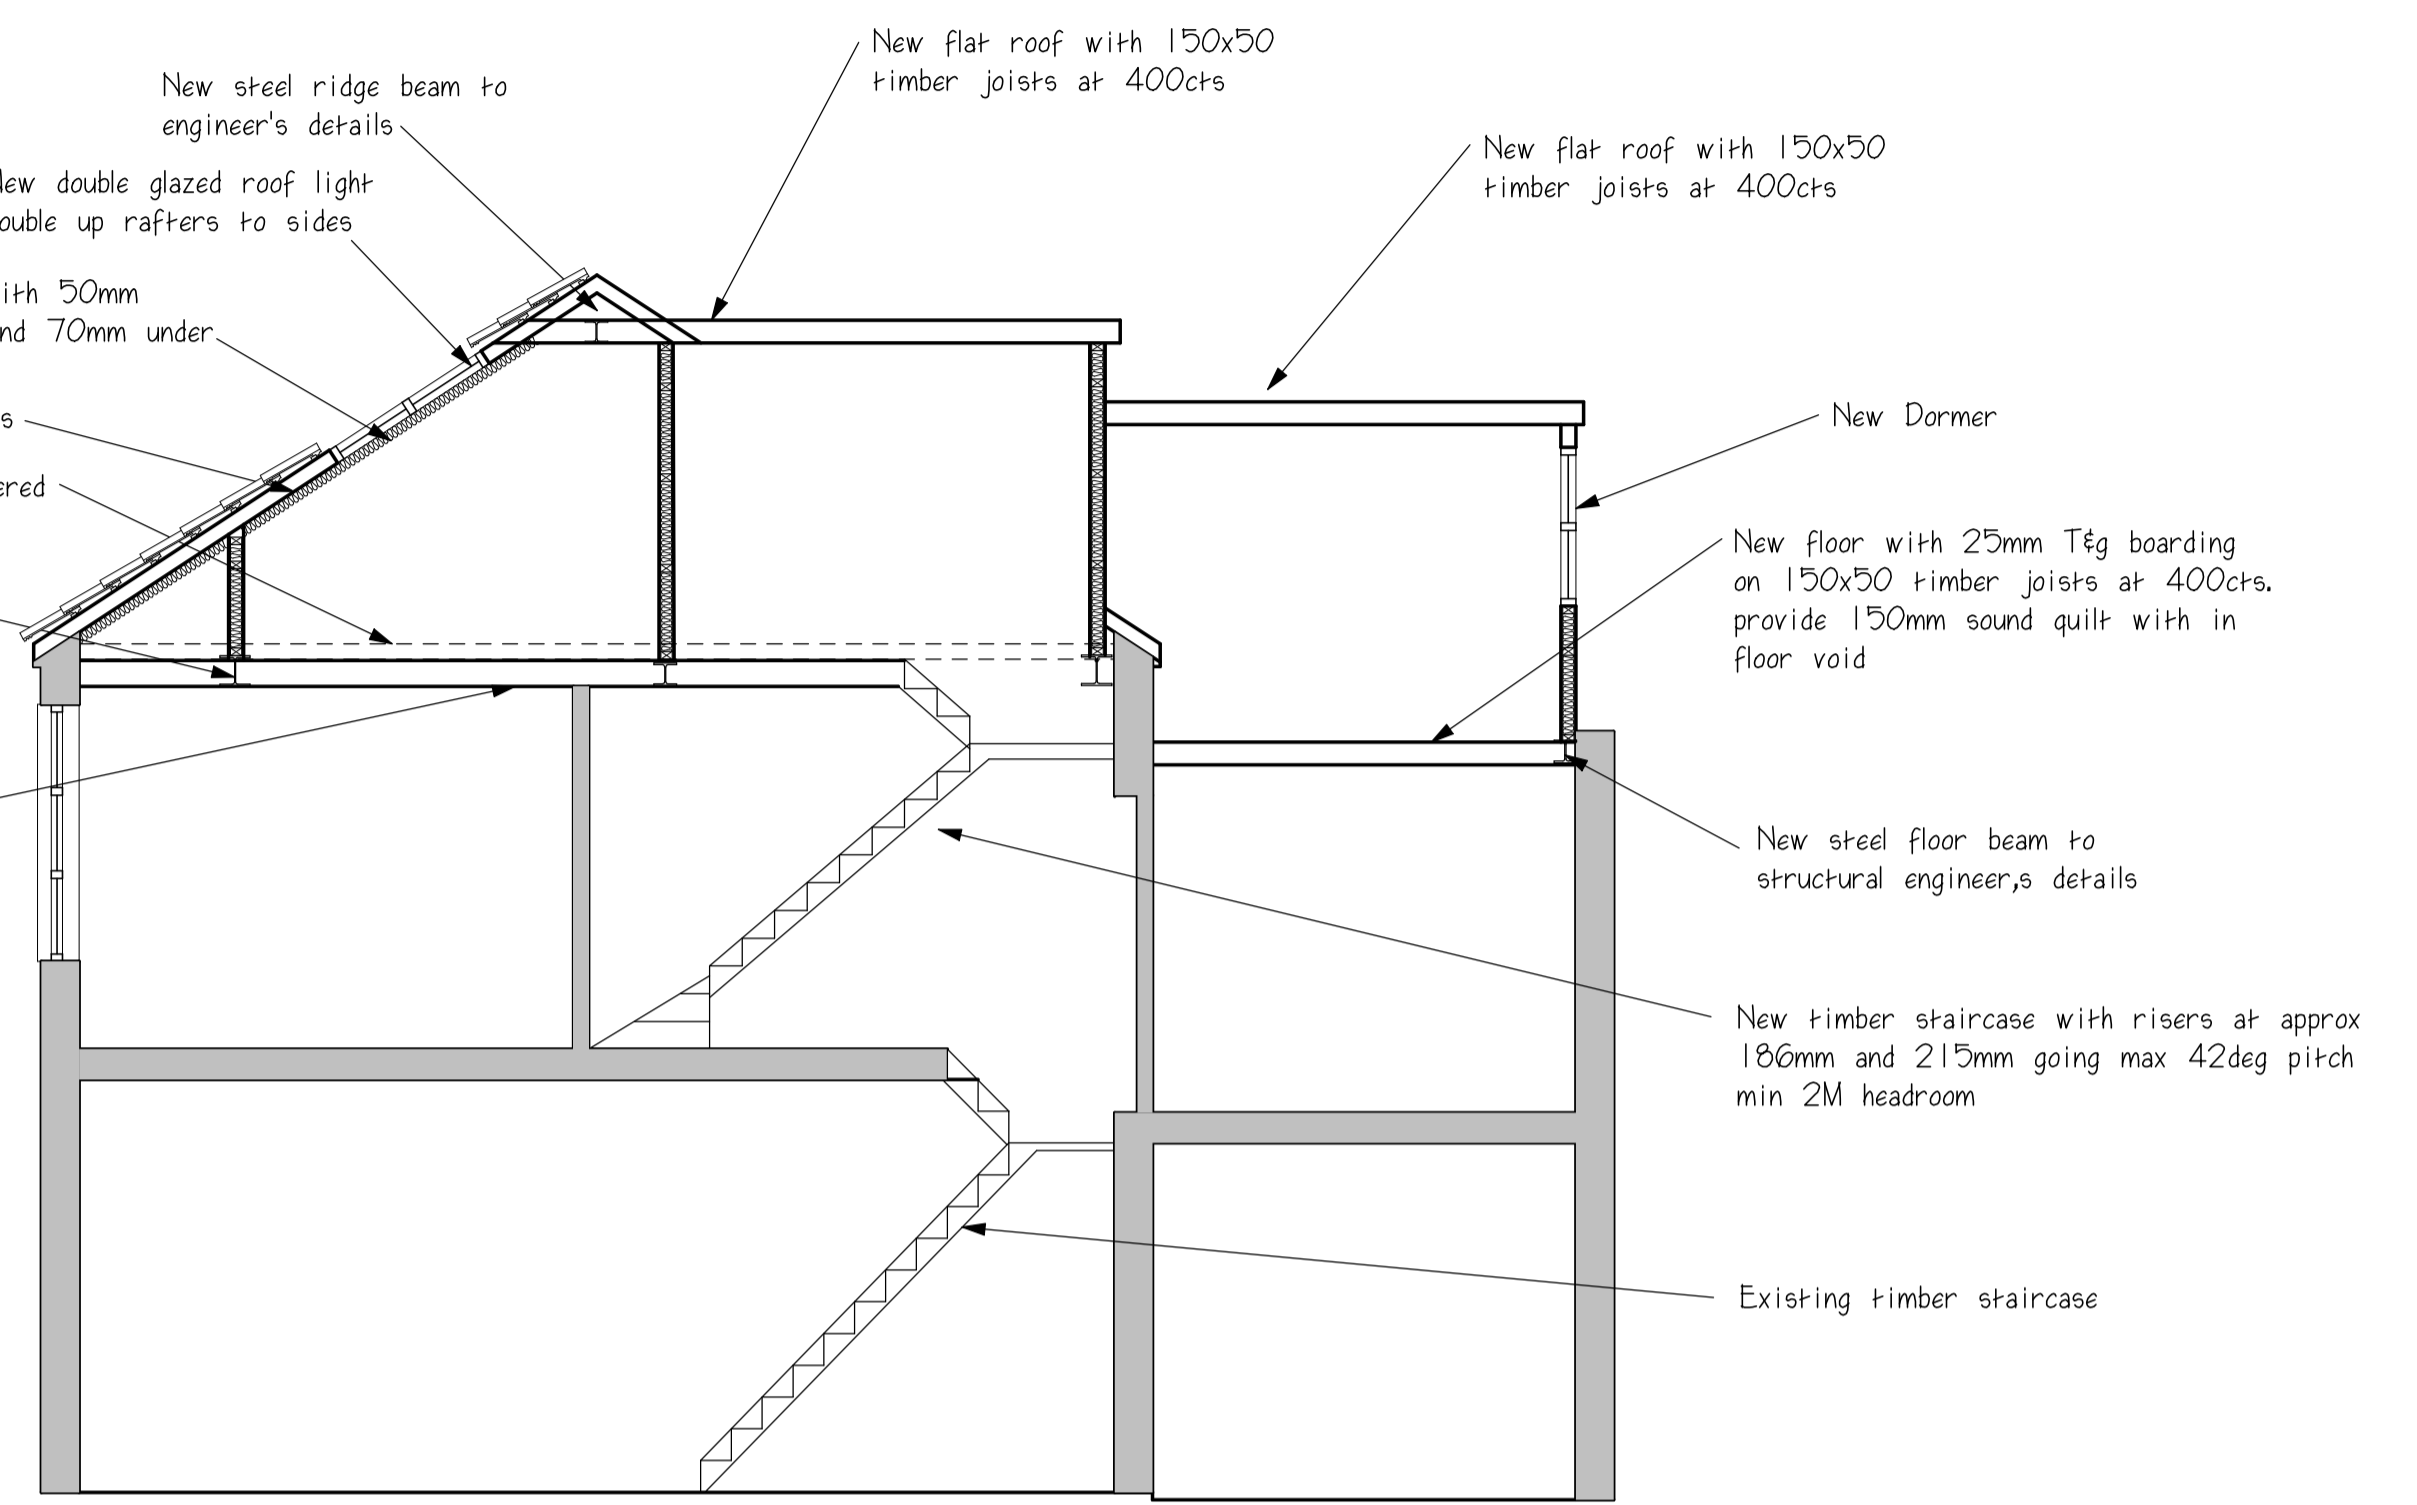 New flat roof with 150x50
timber joists at 400cts
New steel ridge beam to
engineer's details
New flat roof with 150x50
timber joists at 400cts
New double glazed roof light
ouble up rafters to sides
ith 50mm
nd 70mm under
s
ered
New Dormer
New floor with 25mm T&g boarding
on 150x50 timber joists at 400cts.
provide 150mm sound quilt with in
floor void
New steel floor beam to
structural engineer,s details
New timber staircase with risers at approx
186mm and 215mm going max 42deg pitch
min 2M headroom
Existing timber staircase